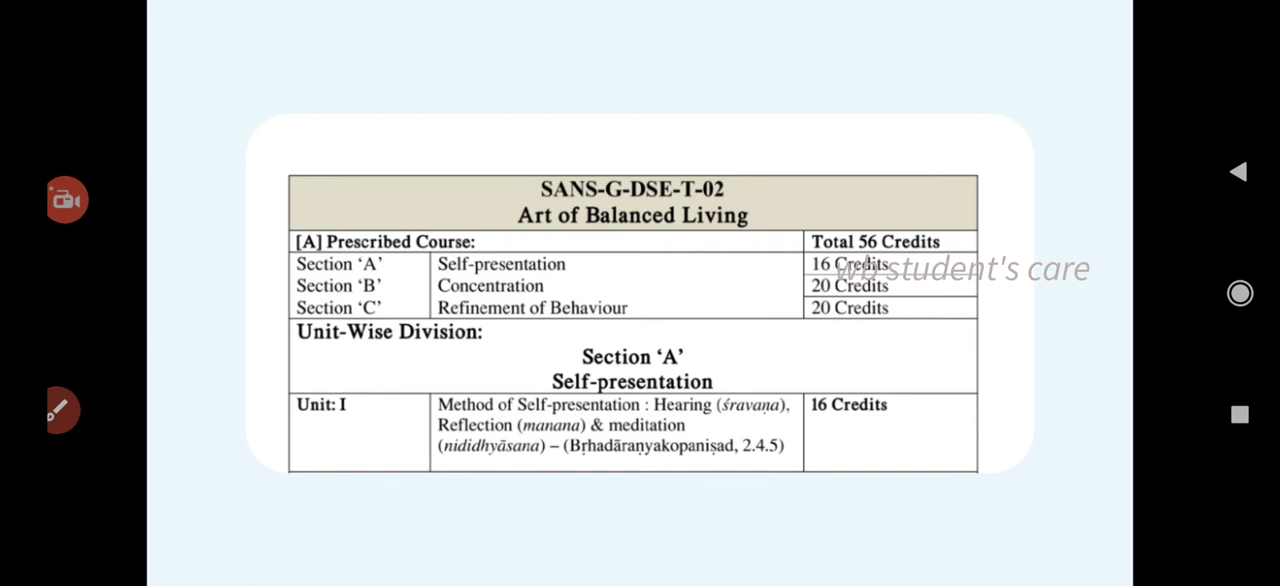 SANS-G-DSE-T-02
Art of Balanced Living
[A] Prescribed Course: Total 56 Credits
Section ‘A’ Self-presentation 16 Credits
wb student's care
Section ‘B’ Concentration 20 Credits
Section ‘C’ Refinement of Behaviour 20 Credits
Unit-Wise Division:
Section ‘A’
Self-presentation
Unit: I Method of Self-presentation : Hearing (śravaṇa), 16 Credits
Reflection (manana) & meditation
(nididhyāsana) – (Bṛhadāraṇyakopaniṣad, 2.4.5)